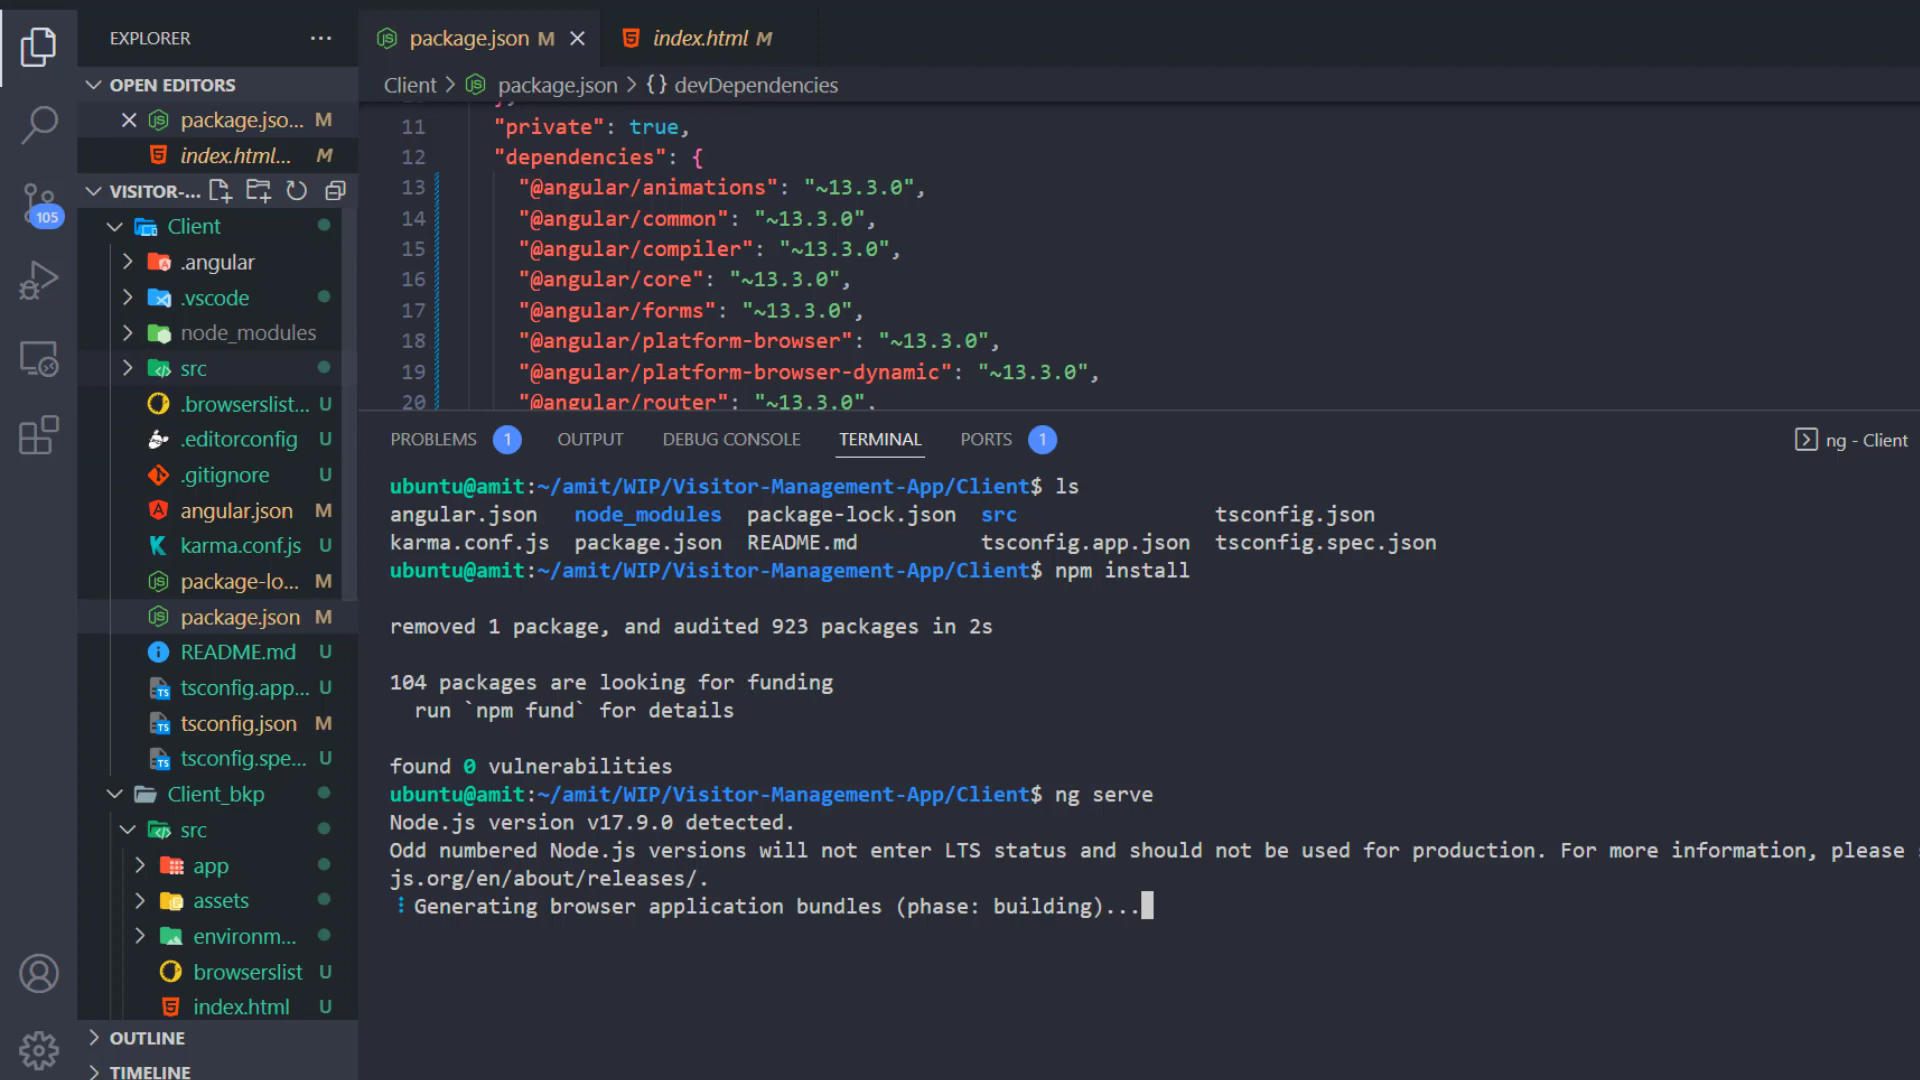 EXPLORER
OPEN EDITORS
package.jso... M
index.html... M
VISITOR-...
105
Client
.angular
.vscode
node_modules
src
.browserslist... U
.editorconfig U
.gitignore U
angular.json M
karma.conf.js U
package-lo... M
package.json M
README.md U
tsconfig.app... U
tsconfig.json M
tsconfig.spe... U
Client_bkp
src
app
assets
environm...
browserslist U
index.html U
OUTLINE
TIMELINE
package.json M
index.html M
Client > package.json > {} devDependencies
11 "private": true,
12 "dependencies": {
13 "@angular/animations": "~13.3.0",
14 "@angular/common": "~13.3.0",
15 "@angular/compiler": "~13.3.0",
16 "@angular/core": "~13.3.0",
17 "@angular/forms": "~13.3.0",
18 "@angular/platform-browser": "~13.3.0",
19 "@angular/platform-browser-dynamic": "~13.3.0",
20 "@angular/router": "~13.3.0",
PROBLEMS 1 OUTPUT DEBUG CONSOLE TERMINAL PORTS 1 ng - Client
ubuntu@amit:~/amit/WIP/Visitor-Management-App/Client$ ls
angular.json node_modules package-lock.json src tsconfig.json
karma.conf.js package.json README.md tsconfig.app.json tsconfig.spec.json
ubuntu@amit:~/amit/WIP/Visitor-Management-App/Client$ npm install
removed 1 package, and audited 923 packages in 2s
104 packages are looking for funding
run `npm fund` for details
found 0 vulnerabilities
ubuntu@amit:~/amit/WIP/Visitor-Management-App/Client$ ng serve
Node.js version v17.9.0 detected.
Odd numbered Node.js versions will not enter LTS status and should not be used for production. For more information, please
js.org/en/about/releases/.
Generating browser application bundles (phase: building)...